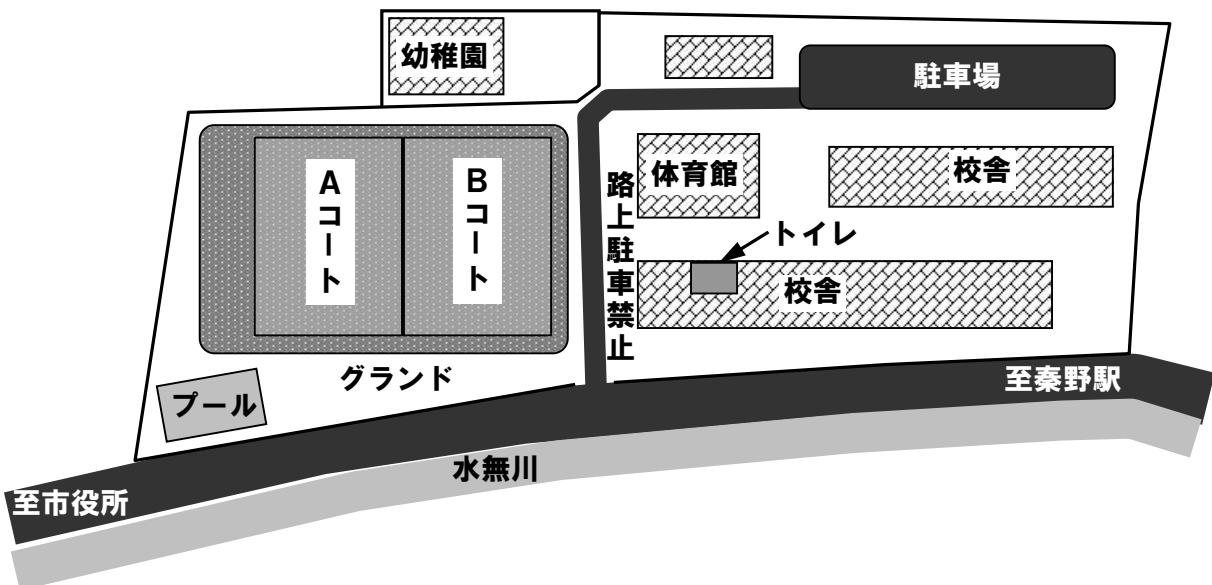 幼稚園
駐車場
Aコート
Bコート
路上駐車禁止
体育館
校舎
トイレ
校舎
グランド
プール
至秦野駅
水無川
至市役所